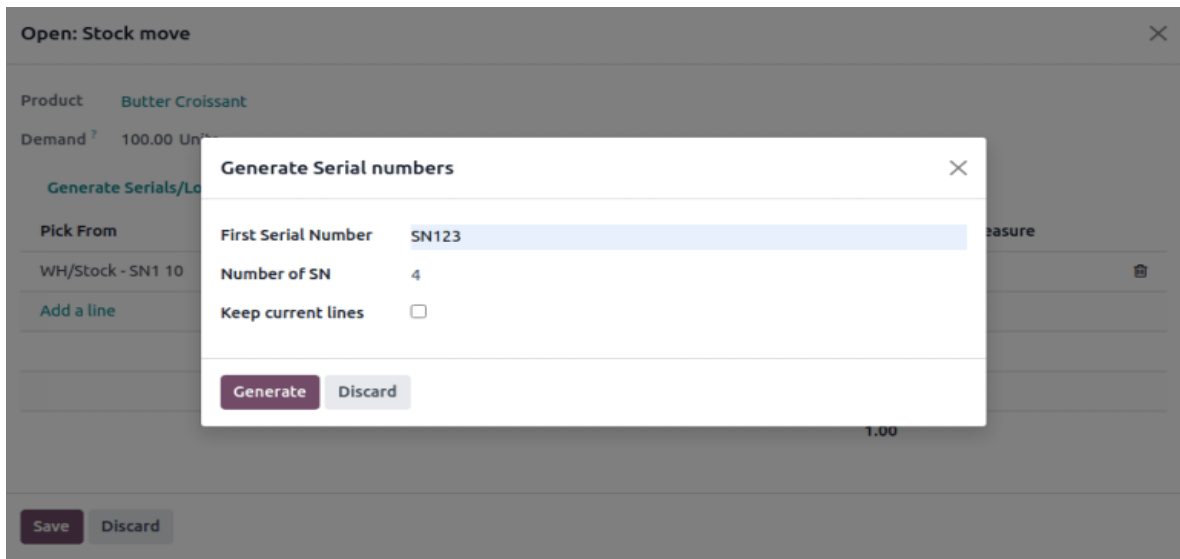 Open: Stock move
Product Butter Croissant
Demand ? 100.00
Generate Serial numbers
Generate Serials/Lo
First Serial Number SN123
Pick From
easure
WH/Stock - SN1 10
Number of SN 4
Add a line
Keep current lines
Generate Discard
1.00
Save Discard